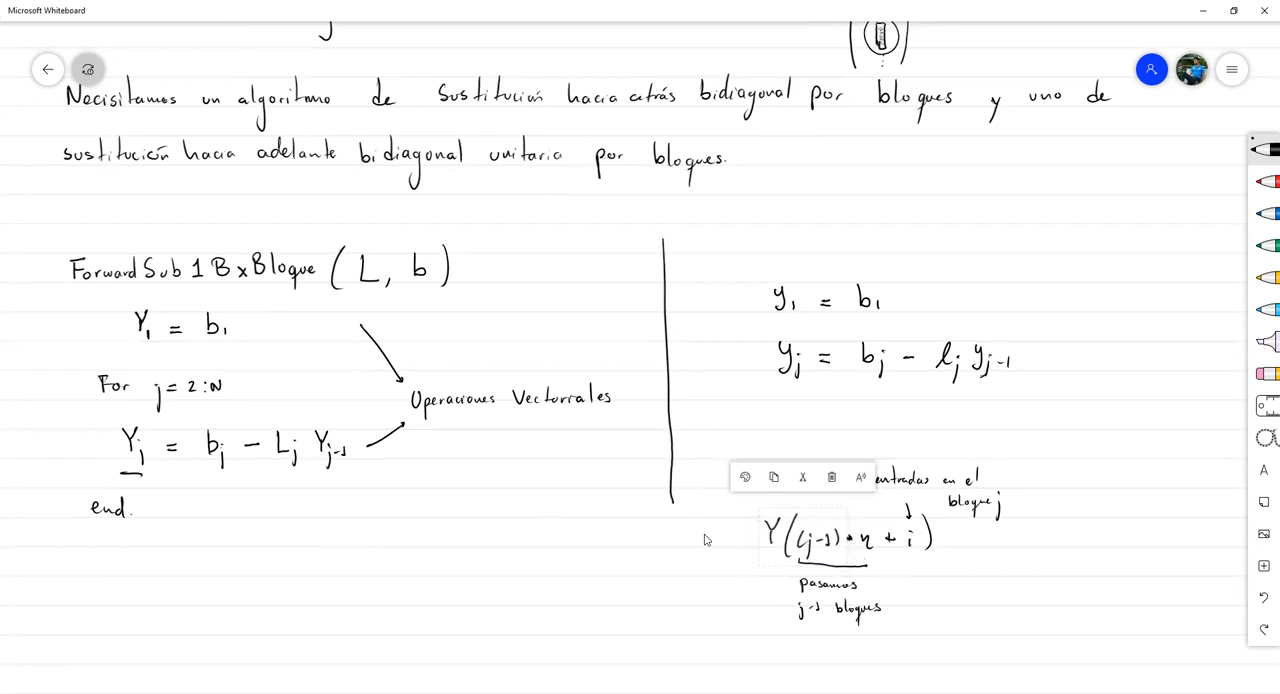 Microsoft Whiteboard
j
Necisitamos un algoritmo de sustitución hacia atrás bidiagonal por bloques y uno de
sustitución hacia adelante bidiagonal unitaria por bloques.
ForwardSub1BxBloque (L, b)
Y₁ = b₁
For j = 2:N
Yⱼ = bⱼ - Lⱼ Yⱼ₋₁
end.
Operaciones Vectorrales
y₁ = b₁
yⱼ = bⱼ - ℓⱼ yⱼ₋₁
entradas en el
bloque j
Y((j-1)*n + i)
pasamos
j-1 bloques